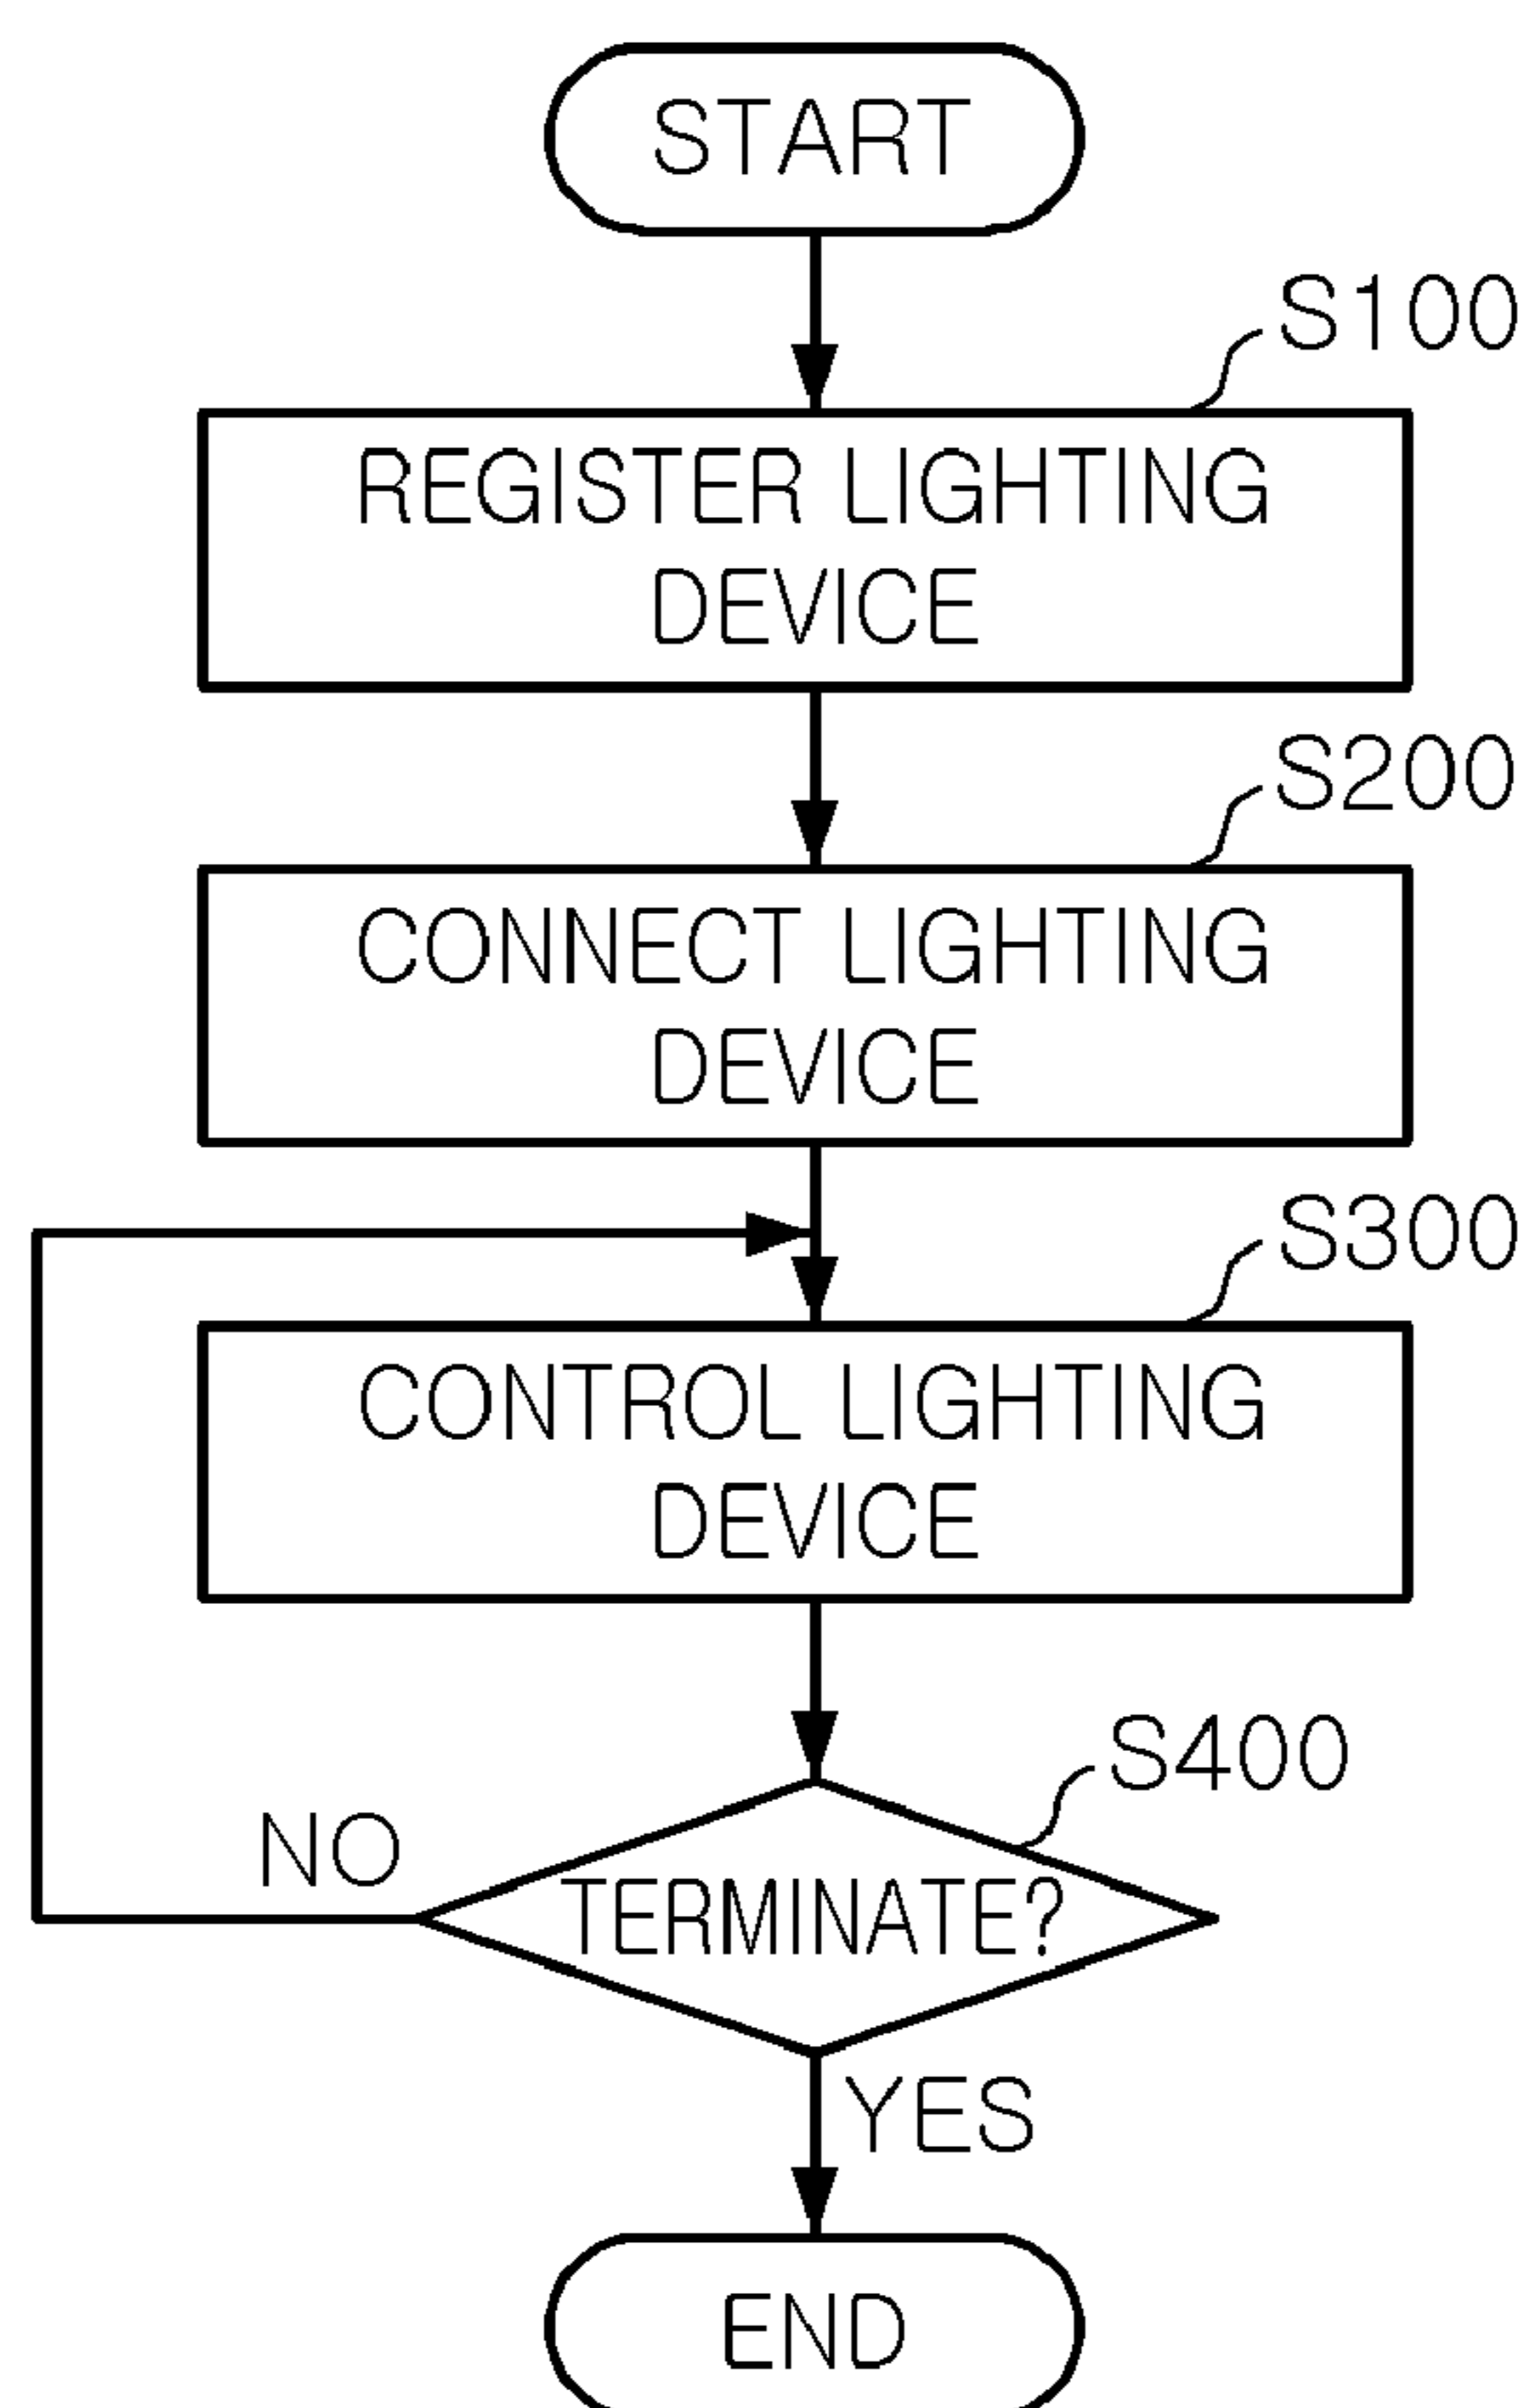 START
S100
REGISTER LIGHTING
DEVICE
S200
CONNECT LIGHTING
DEVICE
S300
CONTROL LIGHTING
DEVICE
S400
NO
TERMINATE?
YES
END